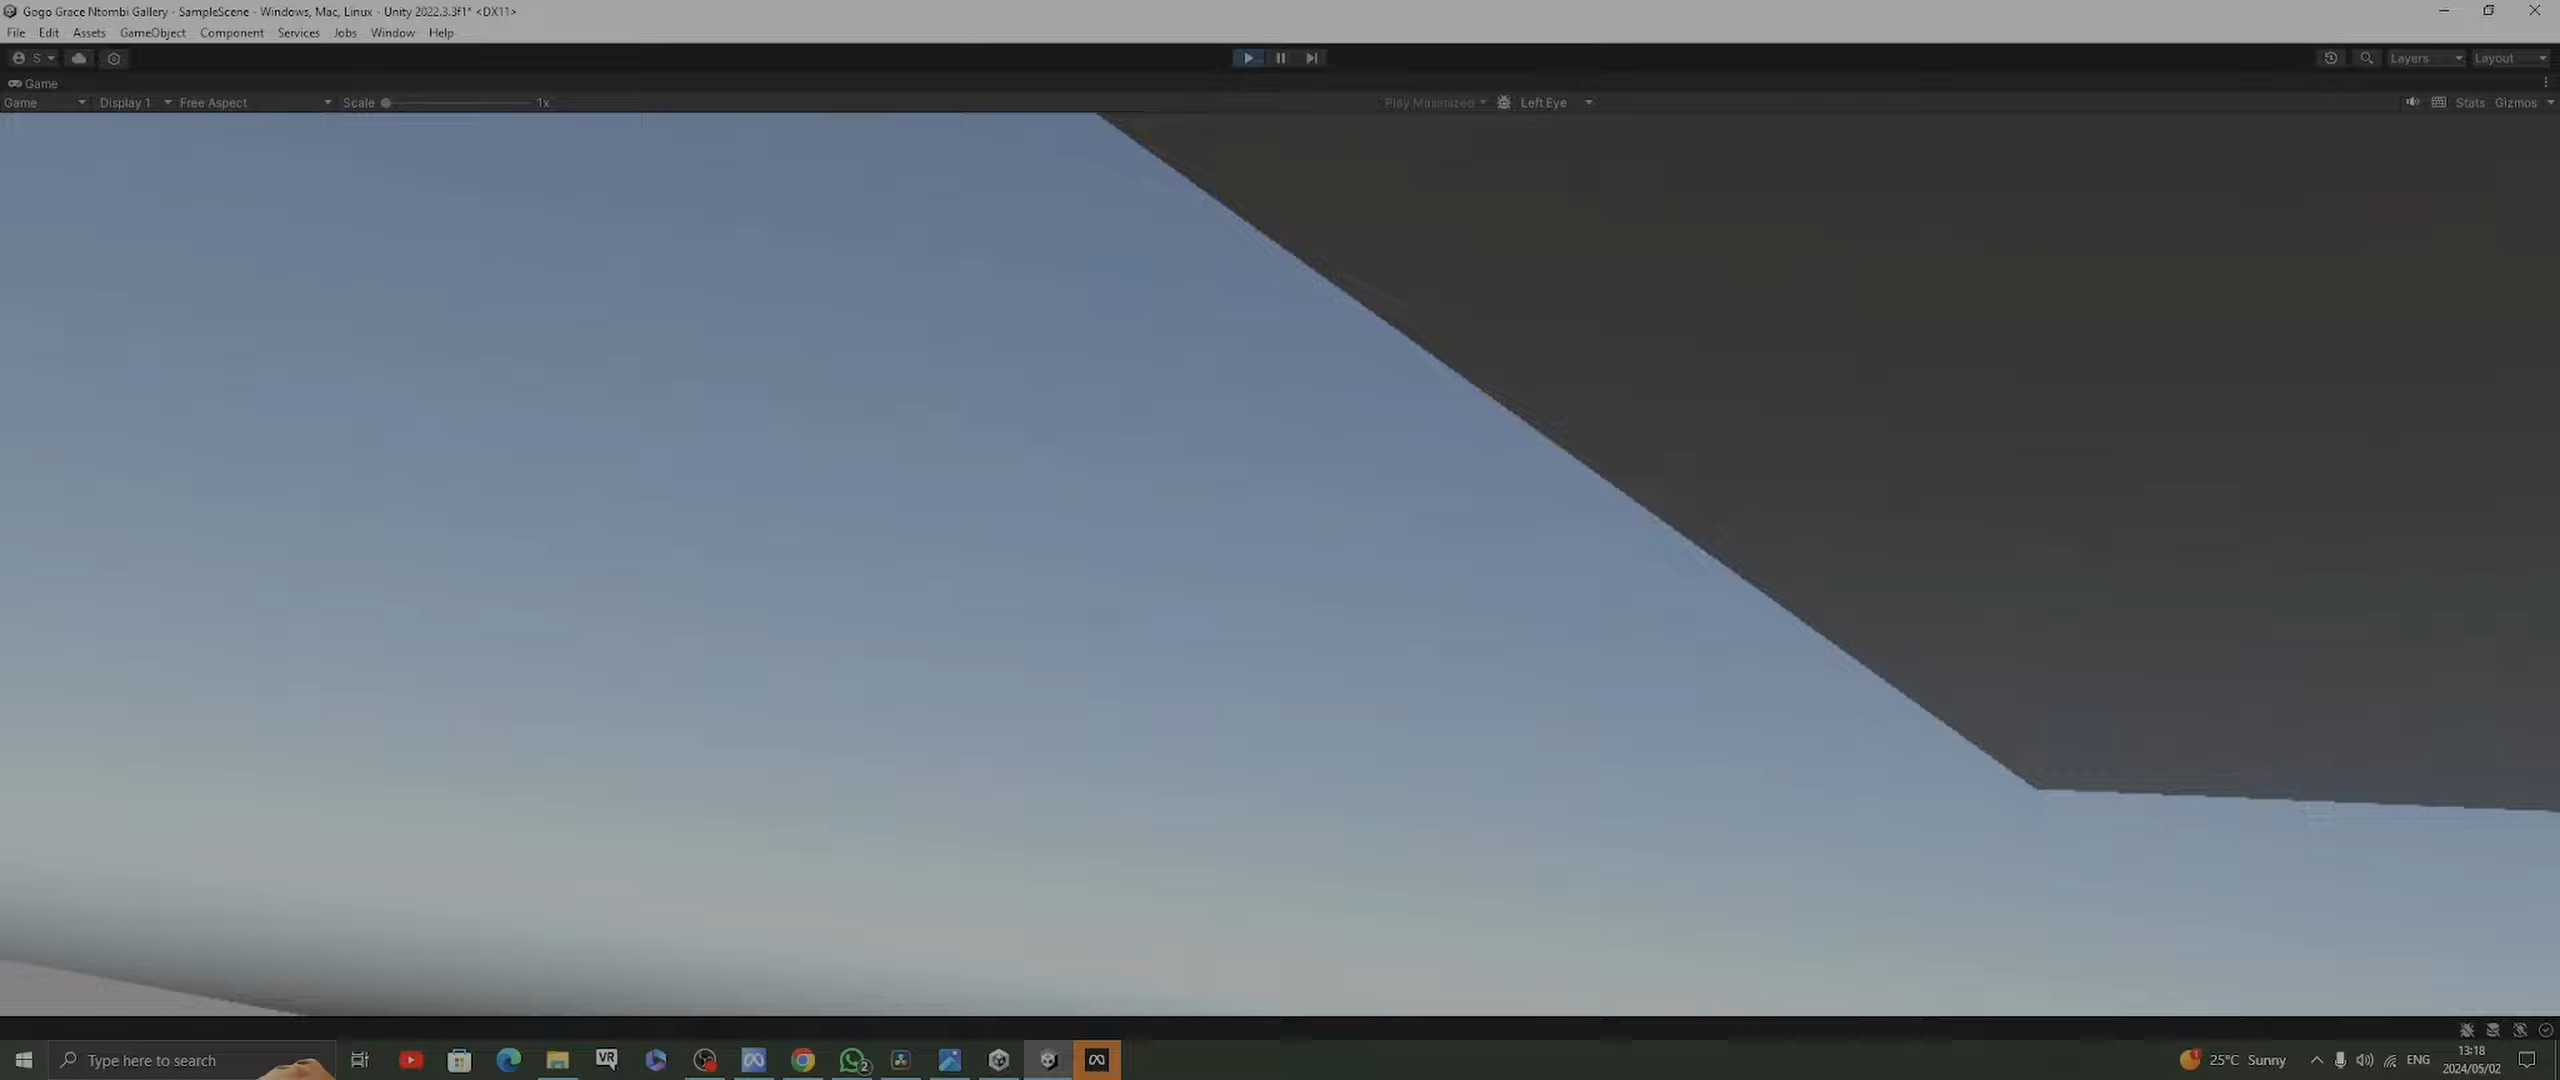 Gogo Grace Ntombi Gallery - SampleScene - Windows, Mac, Linux - Unity 2022.3.3f1* <DX11>
File Edit Assets GameObject Component Services Jobs Window Help
S Layers Layout
Game
Game Display 1 Free Aspect Scale 1x Play Maximized Left Eye Stats Gizmos
Type here to search VR 2 25°C Sunny ENG
13:18
2024/05/02